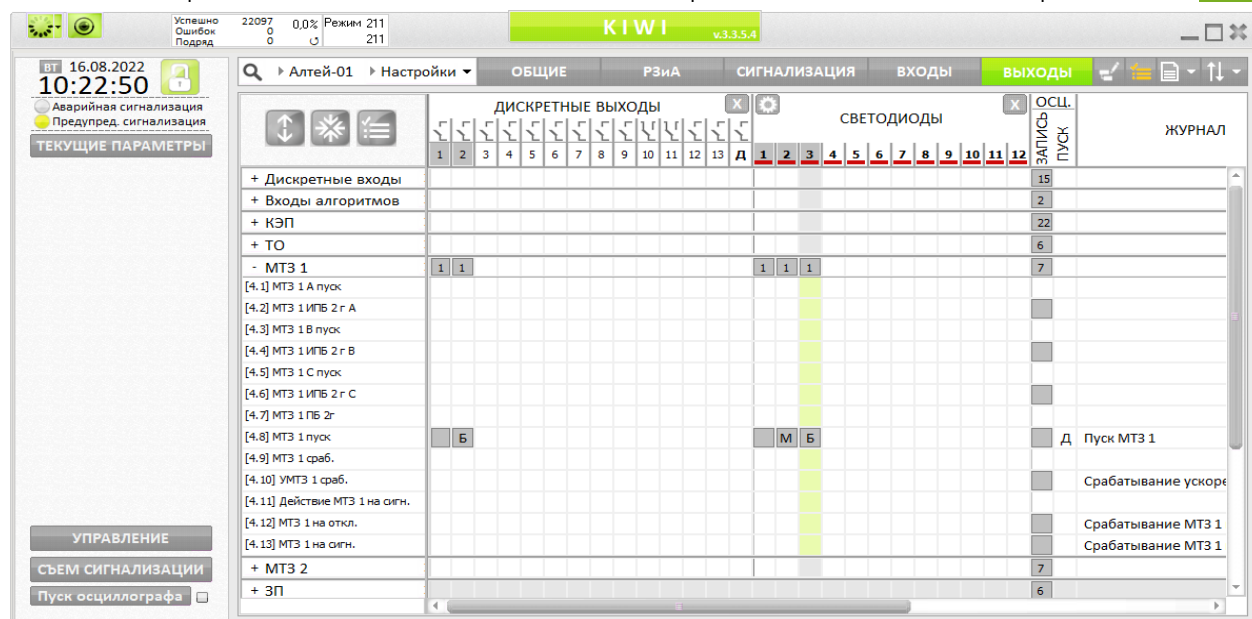 Успешно 22097 0,0% Режим 211
Ошибок 0
Подряд 0 211
KIWI v.3.3.5.4
ВТ 16.08.2022
10:22:50
Аварийная сигнализация
Предупред. сигнализация
ТЕКУЩИЕ ПАРАМЕТРЫ
УПРАВЛЕНИЕ
СЪЕМ СИГНАЛИЗАЦИИ
Пуск осциллографа
Алтей-01 Настройки ОБЩИЕ РЗиА СИГНАЛИЗАЦИЯ ВХОДЫ ВЫХОДЫ
ДИСКРЕТНЫЕ ВЫХОДЫ X СВЕТОДИОДЫ X ОСЦ. ЖУРНАЛ
ЗАПИСЬ ПУСК
1 2 3 4 5 6 7 8 9 10 11 12 13 Д 1 2 3 4 5 6 7 8 9 10 11 12
+ Дискретные входы 15
+ Входы алгоритмов 2
+ КЭП 22
+ ТО 6
- МТЗ 1 1 1 1 1 1 7
[4.1] МТЗ 1 А пуск
[4.2] МТЗ 1 ИПБ 2 г А
[4.3] МТЗ 1 В пуск
[4.4] МТЗ 1 ИПБ 2 г В
[4.5] МТЗ 1 С пуск
[4.6] МТЗ 1 ИПБ 2 г С
[4.7] МТЗ 1 ПБ 2г
[4.8] МТЗ 1 пуск Б М Б Д Пуск МТЗ 1
[4.9] МТЗ 1 сраб.
[4.10] УМТЗ 1 сраб. Срабатывание ускоре
[4.11] Действие МТЗ 1 на сигн.
[4.12] МТЗ 1 на откл. Срабатывание МТЗ 1
[4.13] МТЗ 1 на сигн. Срабатывание МТЗ 1
+ МТЗ 2 7
+ ЗП 6